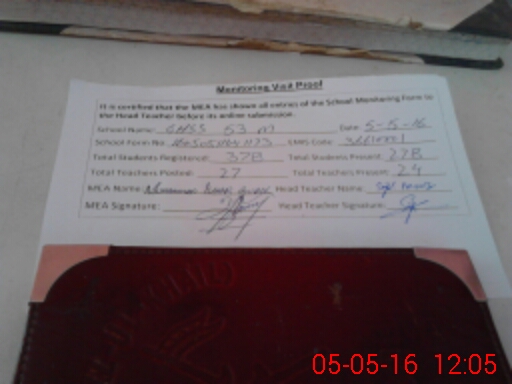 Monitoring Visit Proof
It is certified that the MEA has shown all entries of the School Monitoring Form to
the Head Teacher before its online submission.
School Name: GHSS 53 M Date: 5-5-16
School Form No. EMIS Code:
Total Students Registered: 378 Total Students Present: 278
Total Teachers Posted: 27 Total Teachers Present: 24
MEA Name: Head Teacher Name:
MEA Signature: Head Teacher Signature:
05-05-16 12:05